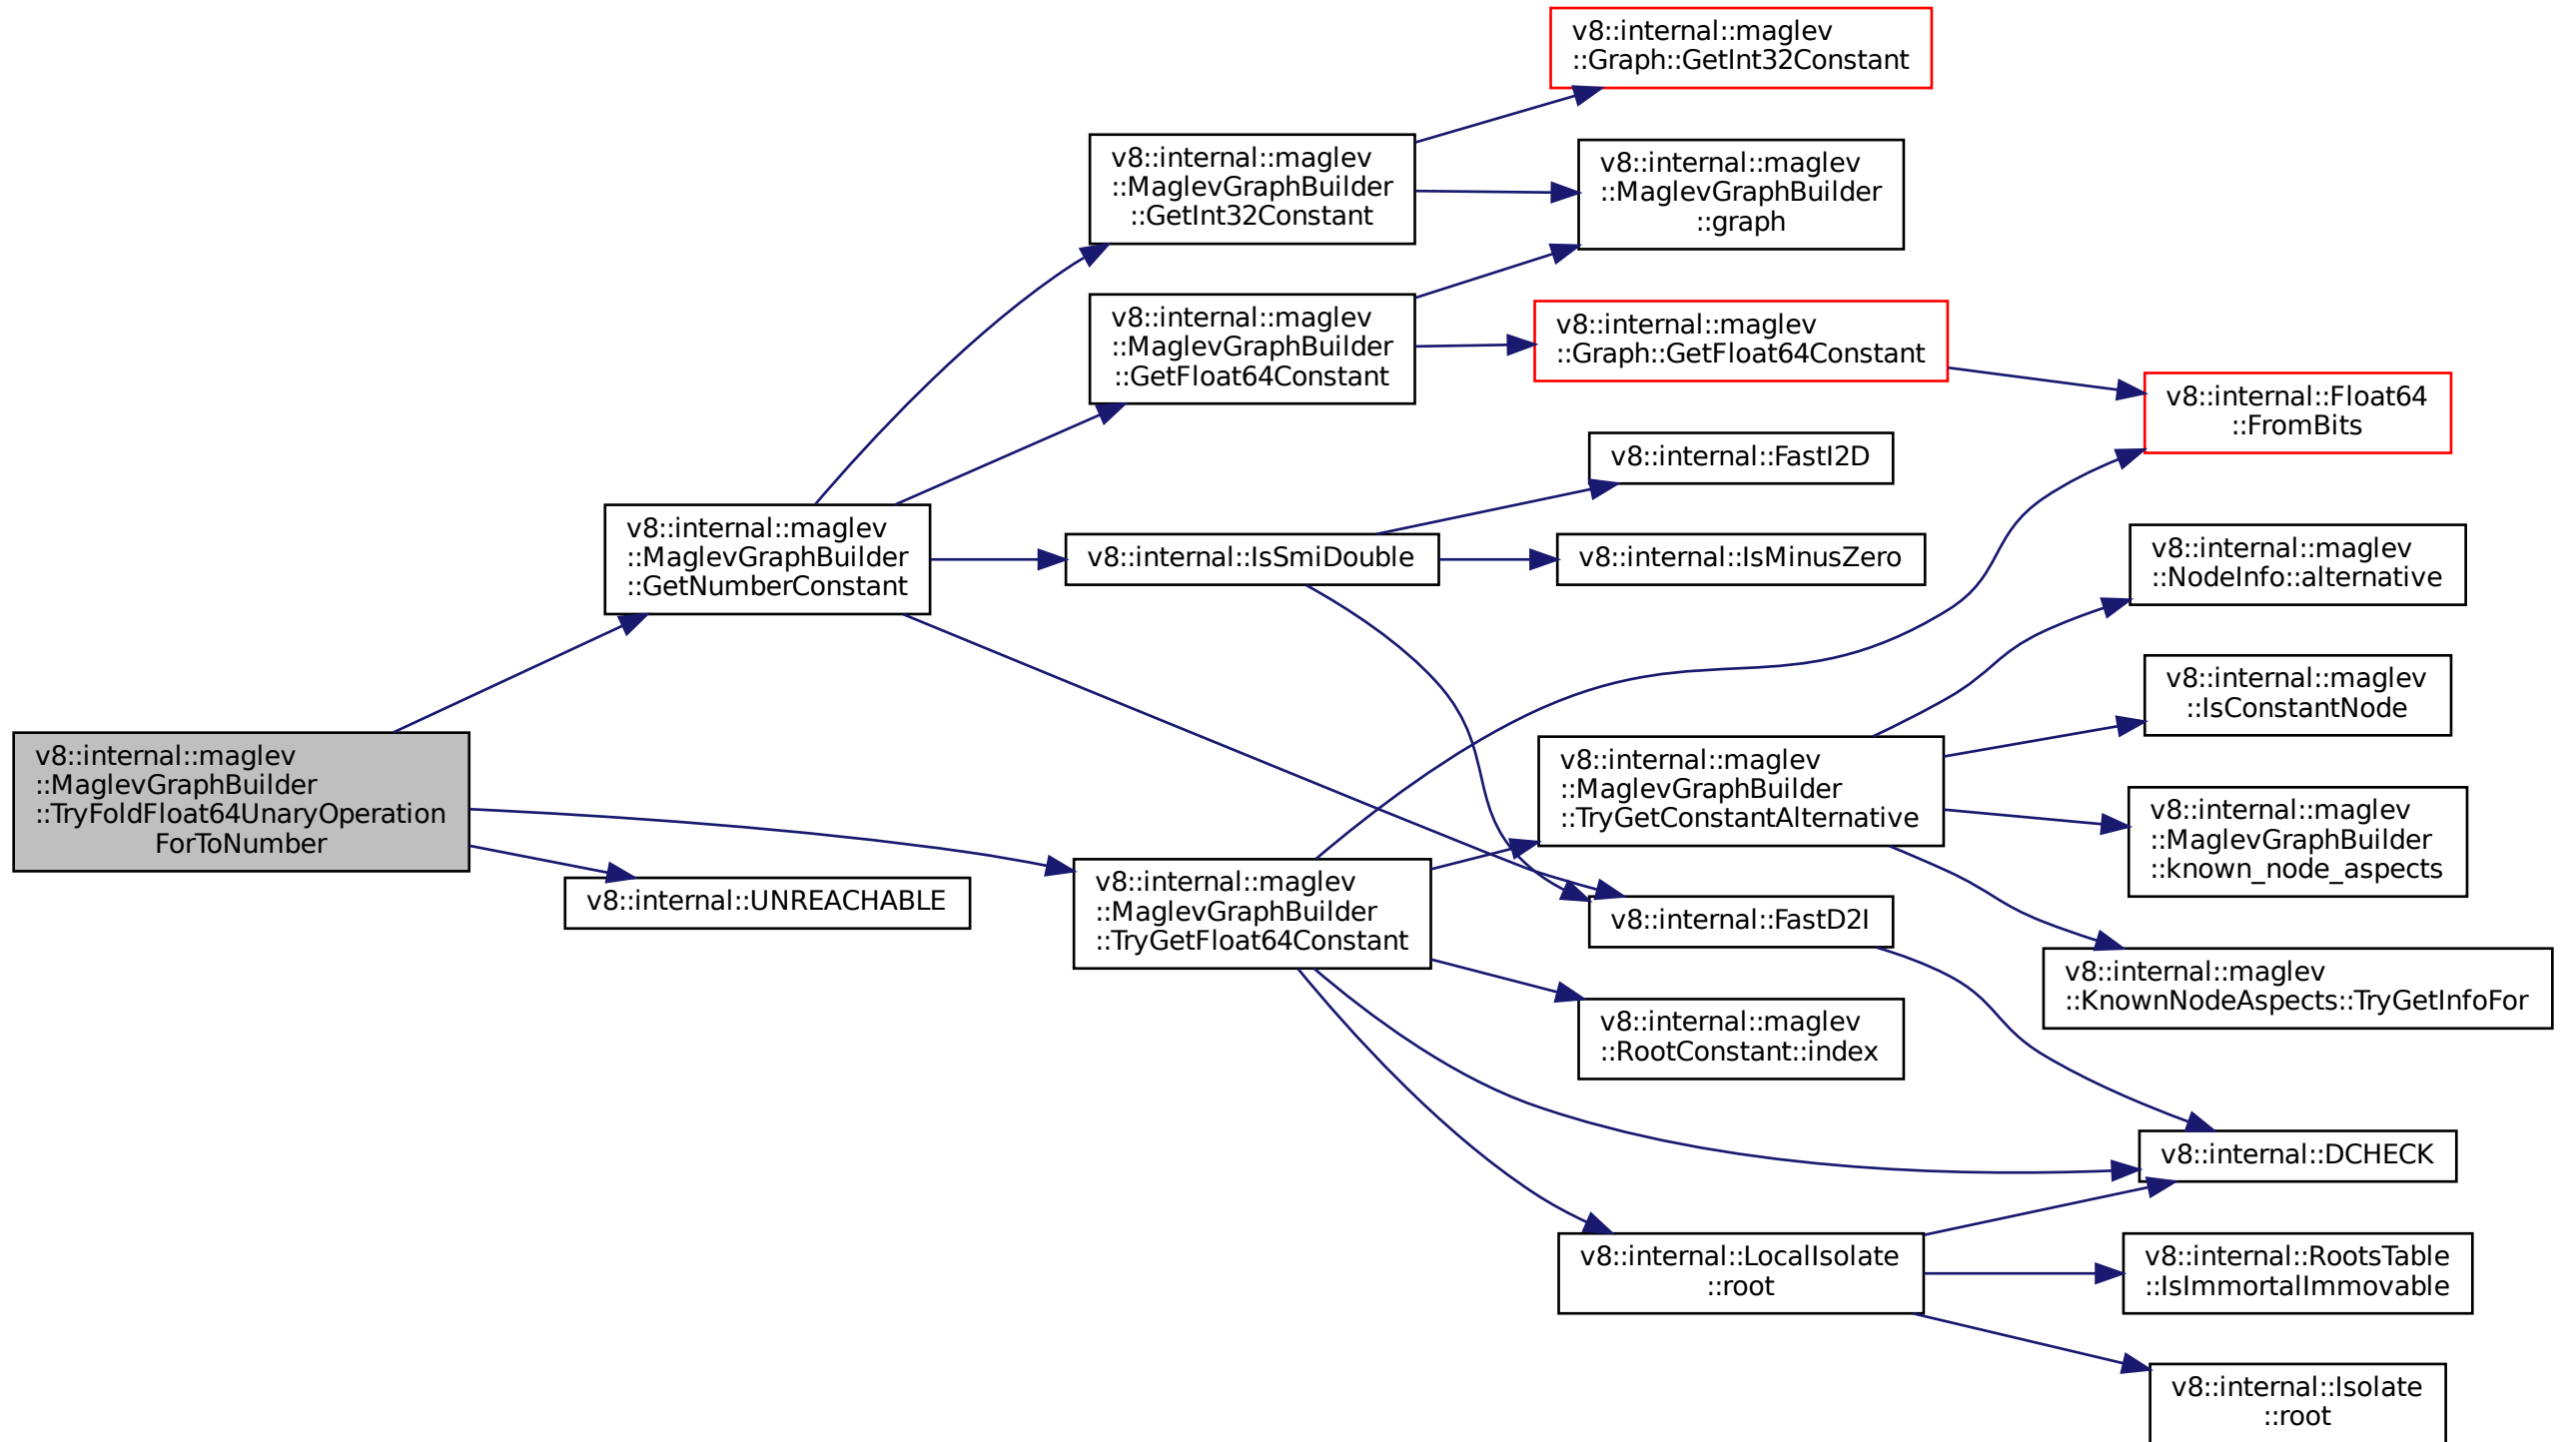 v8::internal::maglev
::MaglevGraphBuilder
::TryFoldFloat64UnaryOperation
ForToNumber
v8::internal::maglev
::MaglevGraphBuilder
::GetNumberConstant
v8::internal::UNREACHABLE
v8::internal::maglev
::MaglevGraphBuilder
::GetInt32Constant
v8::internal::maglev
::MaglevGraphBuilder
::GetFloat64Constant
v8::internal::IsSmiDouble
v8::internal::maglev
::MaglevGraphBuilder
::TryGetFloat64Constant
v8::internal::maglev
::Graph::GetInt32Constant
v8::internal::maglev
::MaglevGraphBuilder
::graph
v8::internal::maglev
::Graph::GetFloat64Constant
v8::internal::FastI2D
v8::internal::IsMinusZero
v8::internal::maglev
::MaglevGraphBuilder
::TryGetConstantAlternative
v8::internal::FastD2I
v8::internal::maglev
::RootConstant::index
v8::internal::LocalIsolate
::root
v8::internal::Float64
::FromBits
v8::internal::maglev
::NodeInfo::alternative
v8::internal::maglev
::IsConstantNode
v8::internal::maglev
::MaglevGraphBuilder
::known_node_aspects
v8::internal::maglev
::KnownNodeAspects::TryGetInfoFor
v8::internal::DCHECK
v8::internal::RootsTable
::IsImmortalImmovable
v8::internal::Isolate
::root